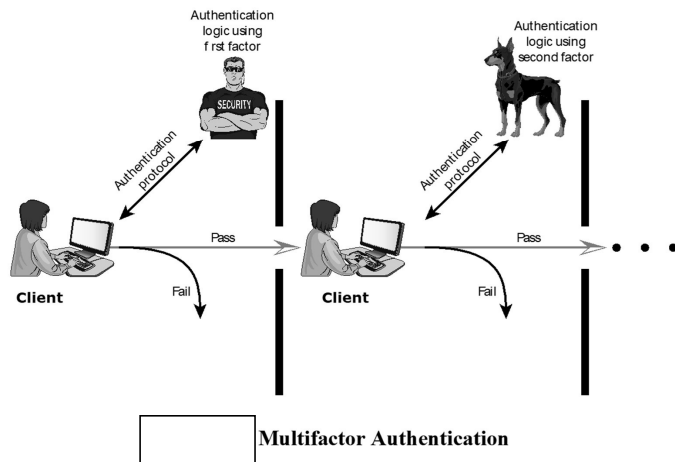 Authentication
logic using
f rst factor
Authentication
logic using
second factor
SECURITY
Authentication
protocol
Authentication
protocol
Pass
Pass
Fail
Fail
Client
Client
Multifactor Authentication